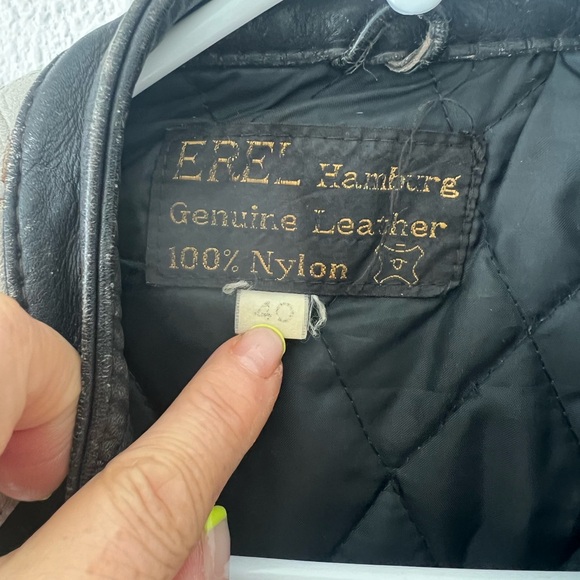 EREL Hamburg
Genuine Leather
100% Nylon
40